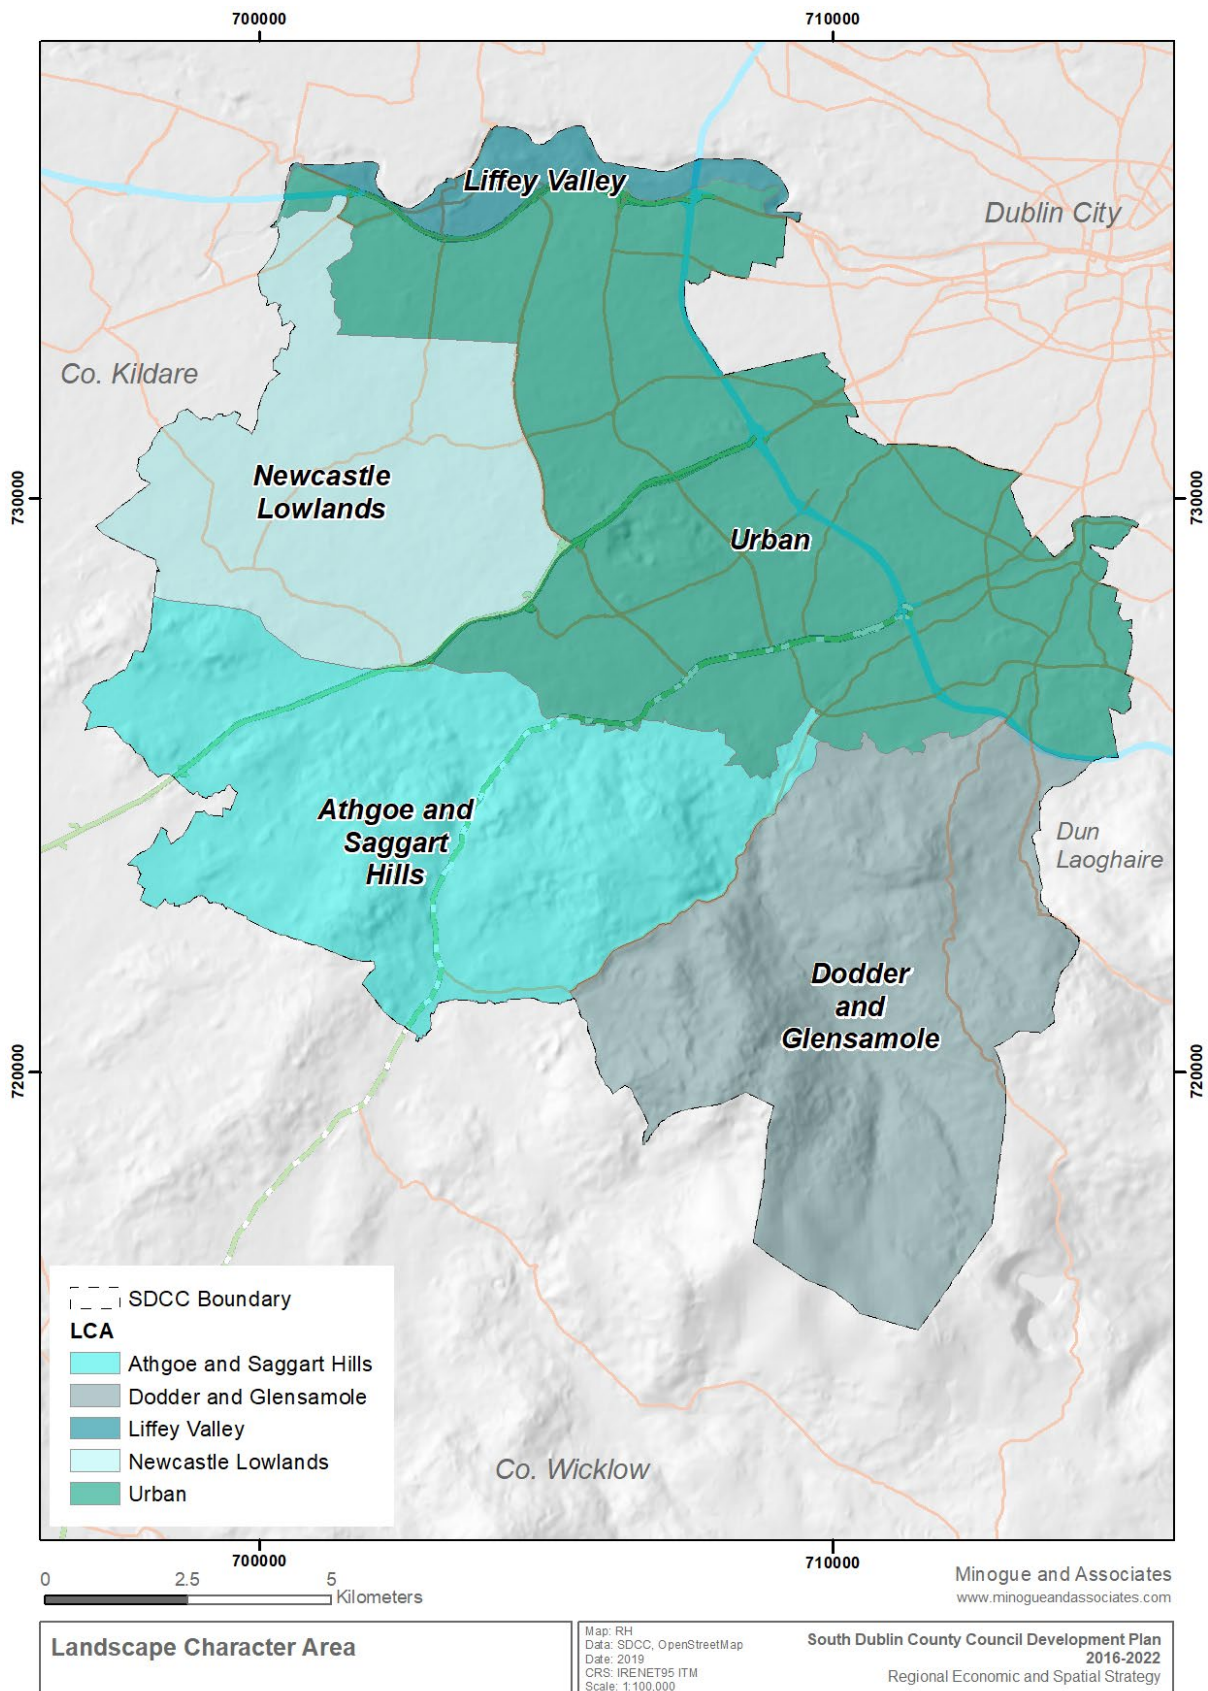 700000
710000
Liffey Valley
Dublin City
Co. Kildare
Newcastle
Lowlands
730000
730000
Urban
Athgoe and
Saggart
Hills
Dun
Laoghaire
Dodder
and
Glensamole
720000
720000
SDCC Boundary
LCA
Athgoe and Saggart Hills
Dodder and Glensamole
Liffey Valley
Newcastle Lowlands
Urban
Co. Wicklow
700000
710000
0 2.5 5
Kilometers
Minogue and Associates
www.minogueandassociates.com
Landscape Character Area
Map: RH
Data: SDCC, OpenStreetMap
Date: 2019
CRS: IRENET95 ITM
Scale: 1:100,000
South Dublin County Council Development Plan
2016-2022
Regional Economic and Spatial Strategy